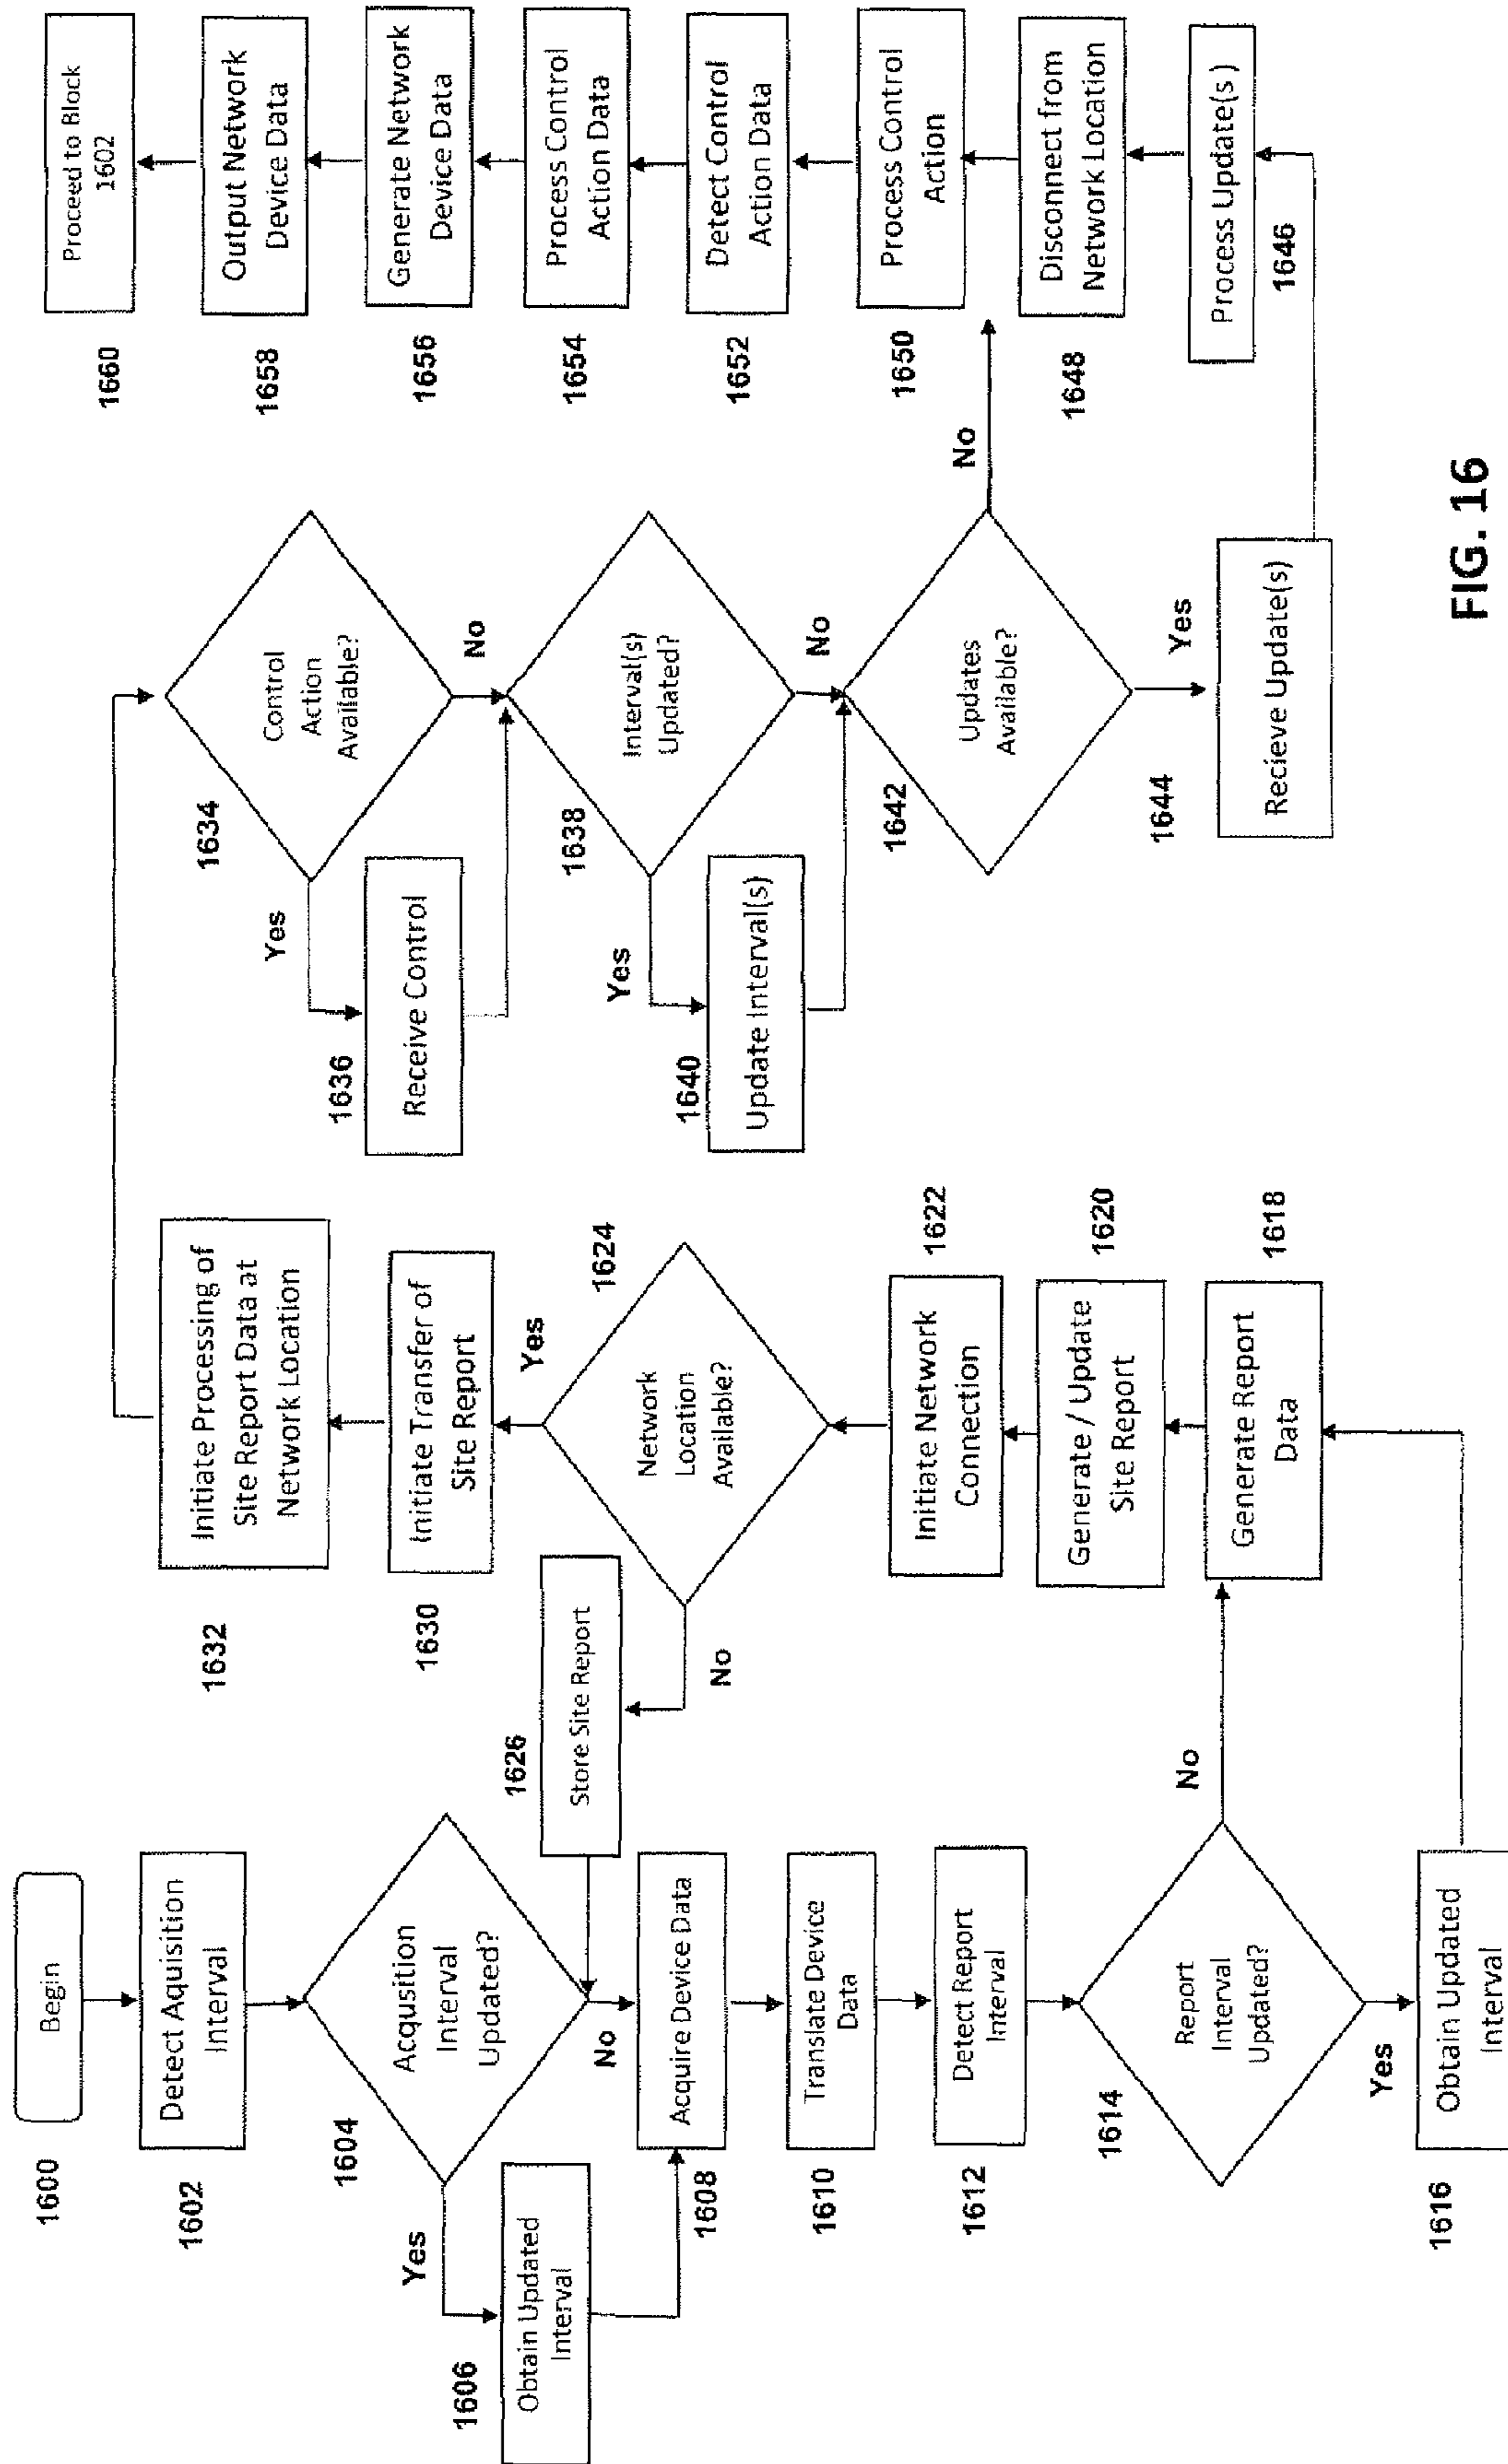 1600
Begin
1602
Detect Aquisition
Interval
1604
Acqusition
Interval
Updated?
Yes
No
1606
Obtain Updated
Interval
1608
Acquire Device Data
1610
Translate Device
Data
1612
Detect Report
Interval
1614
Report
Interval
Updated?
No
Yes
1616
Obtain Updated
Interval
1618
Generate Report
Data
1620
Generate / Update
Site Report
1622
Initiate Network
Connection
1624
Network
Location
Available?
Yes
No
1626
Store Site Report
1630
Initiate Transfer of
Site Report
1632
Initiate Processing of
Site Report Data at
Network Location
1634
Control
Action
Available?
Yes
No
1636
Receive Control
1638
Interval(s)
Updated?
Yes
No
1640
Update Interval(s)
1642
Updates
Available?
No
Yes
1644
Recieve Update(s)
1646
Process Update(s )
1648
Disconnect from
Network Location
1650
Process Control
Action
1652
Detect Control
Action Data
1654
Process Control
Action Data
1656
Generate Network
Device Data
1658
Output Network
Device Data
1660
Proceed to Block
1602
FIG. 16